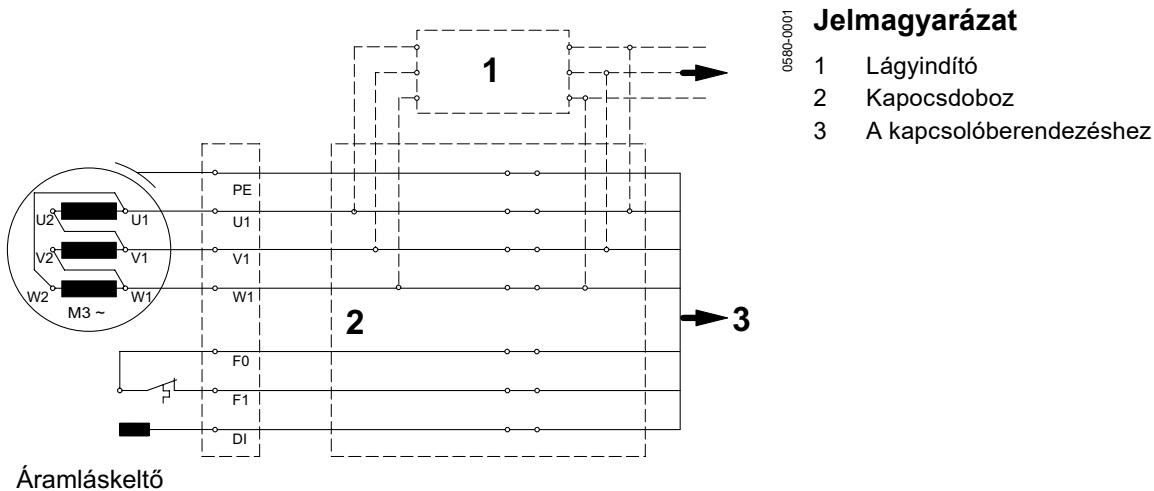 1
0580-0001
Jelmagyarázat
1 Lágyindító
2 Kapocsdoboz
3 A kapcsolóberendezéshez
PE
U2 U1 U1
V2 V1 V1
W2 W1 W1
M3 ~
2
3
F0
F1
DI
Áramláskeltő